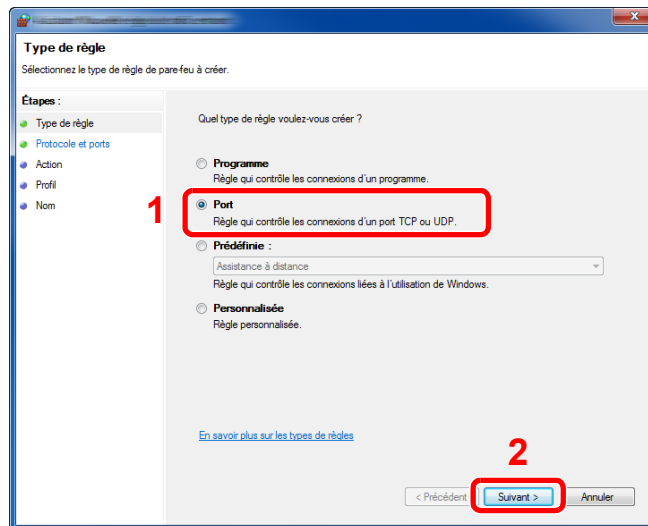 Type de règle
Sélectionnez le type de règle de pare-feu à créer.
Étapes :
Type de règle
Protocole et ports
Action
Profil
Nom
Quel type de règle voulez-vous créer ?
Programme
Règle qui contrôle les connexions d´un programme.
1
Port
Règle qui contrôle les connexions d´un port TCP ou UDP.
Prédéfinie :
Assistance à distance
Règle qui contrôle les connexions liées à l´utilisation de Windows.
Personnalisée
Règle personnalisée.
En savoir plus sur les types de règles
2
< Précédent
Suivant >
Annuler